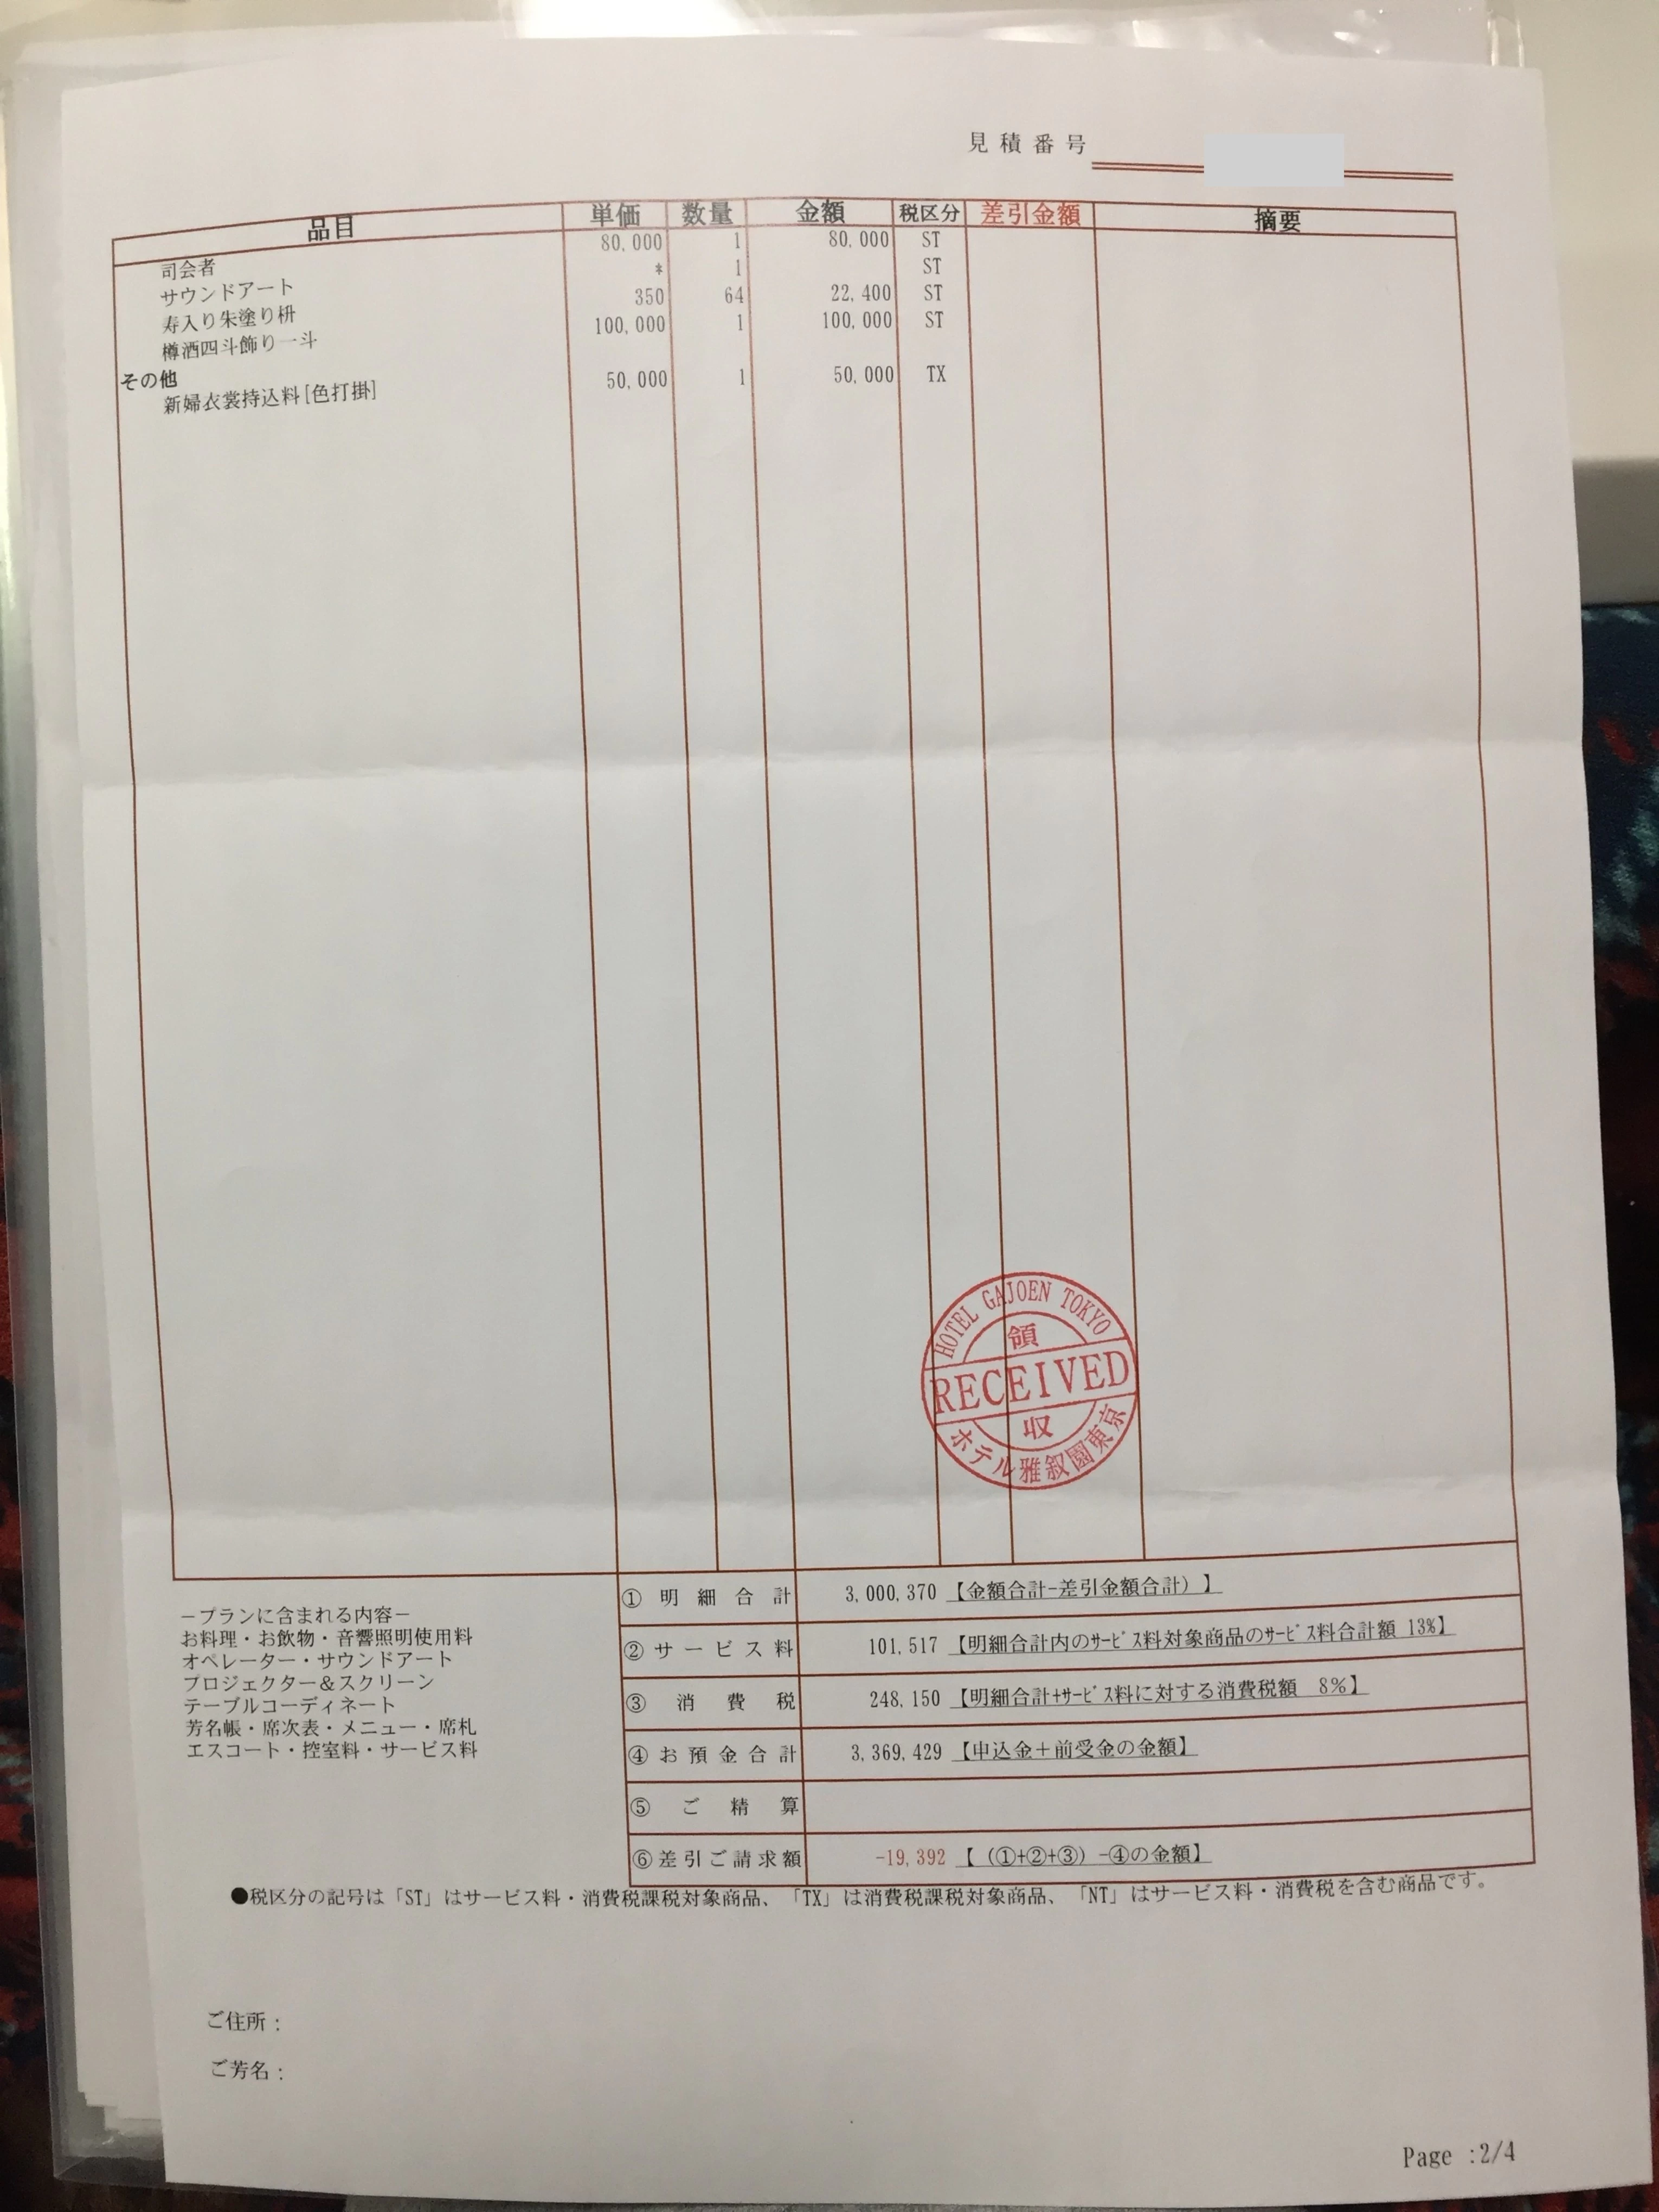 見積番号
品目 単価 数量 金額 税区分 差引金額 摘要
司会者 80,000 1 80,000 ST
サウンドアート * 1 ST
寿入り朱塗り枡 350 64 22,400 ST
樽酒四斗飾り一斗 100,000 1 100,000 ST
その他
新婦衣裳持込料[色打掛] 50,000 1 50,000 TX
HOTEL GAJOEN TOKYO
領
RECEIVED
収
ホテル雅叙園東京
−プランに含まれる内容−
お料理・お飲物・音響照明使用料
オペレーター・サウンドアート
プロジェクター＆スクリーン
テーブルコーディネート
芳名帳・席次表・メニュー・席札
エスコート・控室料・サービス料
① 明細合計 3,000,370 【金額合計−差引金額合計）】
② サービス料 101,517 【明細合計内のｻｰﾋﾞｽ料対象商品のｻｰﾋﾞｽ料合計額 13%】
③ 消費税 248,150 【明細合計+ｻｰﾋﾞｽ料に対する消費税額 8%】
④ お預金合計 3,369,429 【申込金＋前受金の金額】
⑤ ご精算
⑥ 差引ご請求額 -19,392 【（①+②+③）−④の金額】
●税区分の記号は「ST」はサービス料・消費税課税対象商品、「TX」は消費税課税対象商品、「NT」はサービス料・消費税を含む商品です。
ご住所：
ご芳名：
Page :2/4